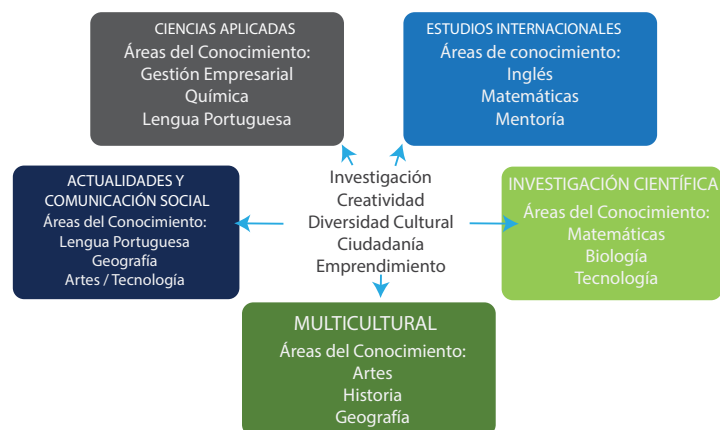 CIENCIAS APLICADAS
Áreas del Conocimiento:
Gestión Empresarial
Química
Lengua Portuguesa
ESTUDIOS INTERNACIONALES
Áreas de conocimiento:
Inglés
Matemáticas
Mentoría
ACTUALIDADES Y
COMUNICACIÓN SOCIAL
Áreas del Conocimiento:
Lengua Portuguesa
Geografía
Artes / Tecnología
Investigación
Creatividad
Diversidad Cultural
Ciudadanía
Emprendimiento
INVESTIGACIÓN CIENTÍFICA
Áreas del Conocimiento:
Matemáticas
Biología
Tecnología
MULTICULTURAL
Áreas del Conocimiento:
Artes
Historia
Geografía